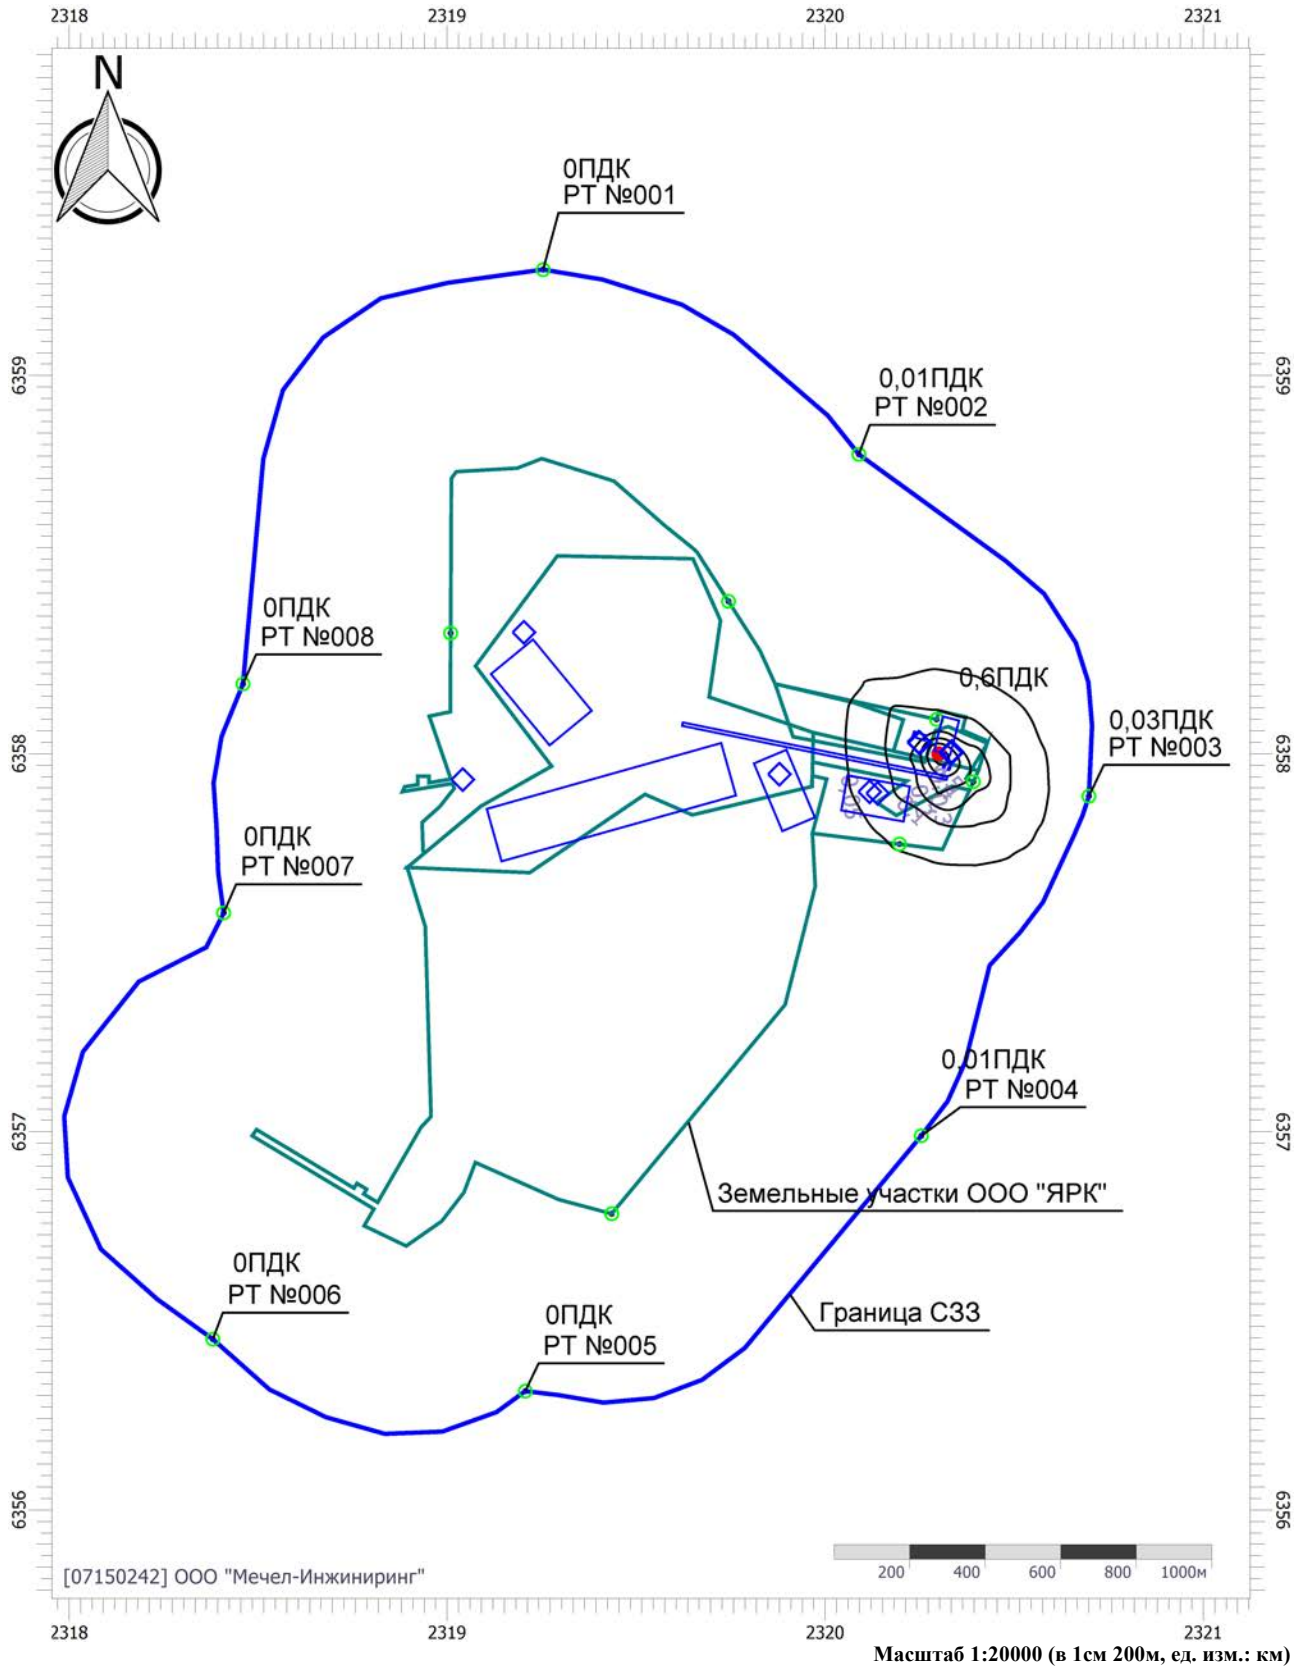 2318 2319 2320 2321
N
0ПДК
РТ №001
6359 6359
0,01ПДК
РТ №002
0ПДК
РТ №008
0,6ПДК
0,03ПДК
РТ №003
6358 6358
0ПДК
РТ №007
0,01ПДК
РТ №004
6357 6357
Земельные участки ООО "ЯРК"
0ПДК
РТ №006
Граница СЗЗ
0ПДК
РТ №005
6356 6356
200 400 600 800 1000м
[07150242] ООО "Мечел-Инжиниринг"
2318 2319 2320 2321
Масштаб 1:20000 (в 1см 200м, ед. изм.: км)